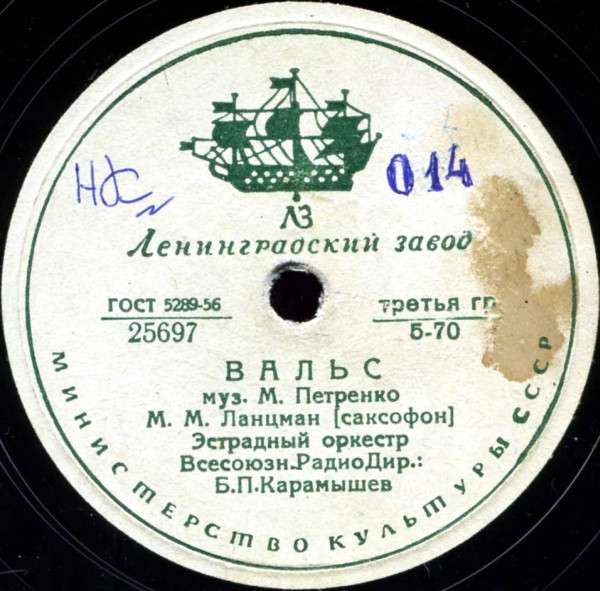 НХ
014
ЛЗ
Ленинградский завод
ГОСТ 5289-56
25697
третья гр
Б-70
ВАЛЬС
муз. М. Петренко
М. М. Ланцман [саксофон]
Эстрадный оркестр
Всесоюзн.РадиоДир.:
Б.П.Карамышев
МИНИСТЕРСТВО КУЛЬТУРЫ СССР